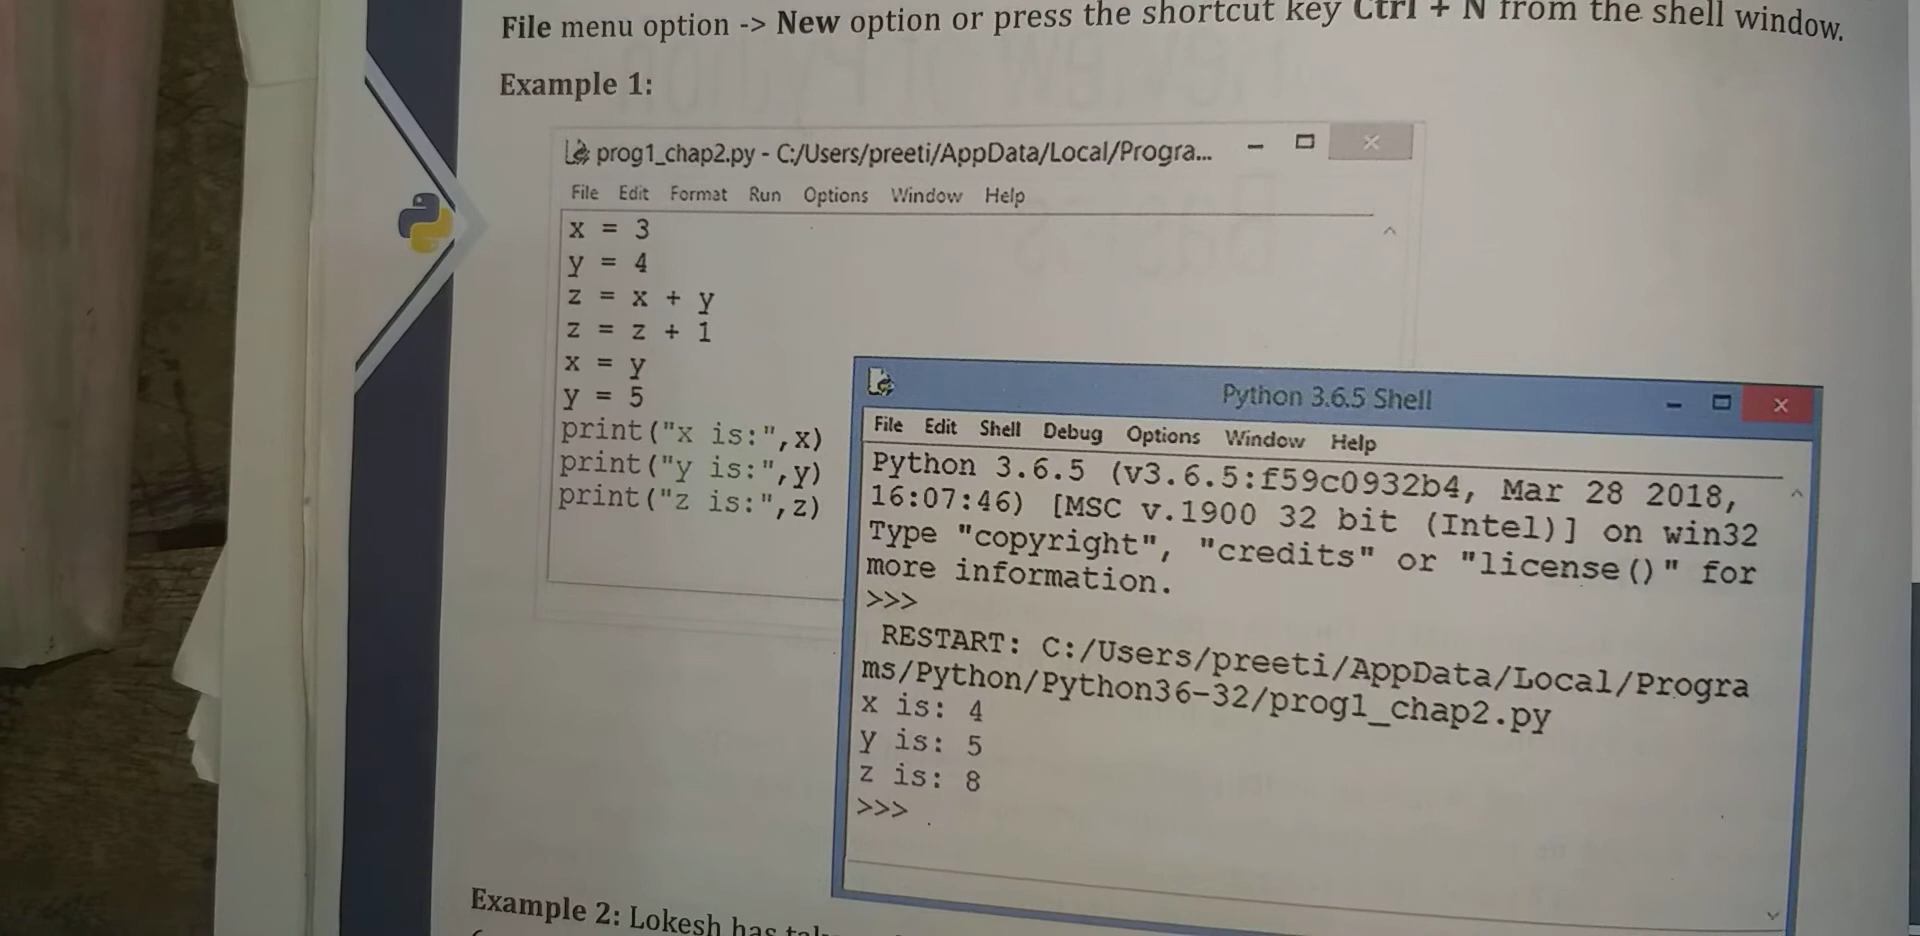 File menu option -> New option or press the shortcut key Ctrl + N from the shell window.
Example 1:
prog1_chap2.py - C:/Users/preeti/AppData/Local/Progra...
File Edit Format Run Options Window Help
x = 3
y = 4
z = x + y
z = z + 1
x = y
y = 5
print("x is:",x)
print("y is:",y)
print("z is:",z)
Python 3.6.5 Shell
File Edit Shell Debug Options Window Help
Python 3.6.5 (v3.6.5:f59c0932b4, Mar 28 2018,
16:07:46) [MSC v.1900 32 bit (Intel)] on win32
Type "copyright", "credits" or "license()" for
more information.
>>>
RESTART: C:/Users/preeti/AppData/Local/Progra
ms/Python/Python36-32/prog1_chap2.py
x is: 4
y is: 5
z is: 8
>>>
Example 2: Lokesh has